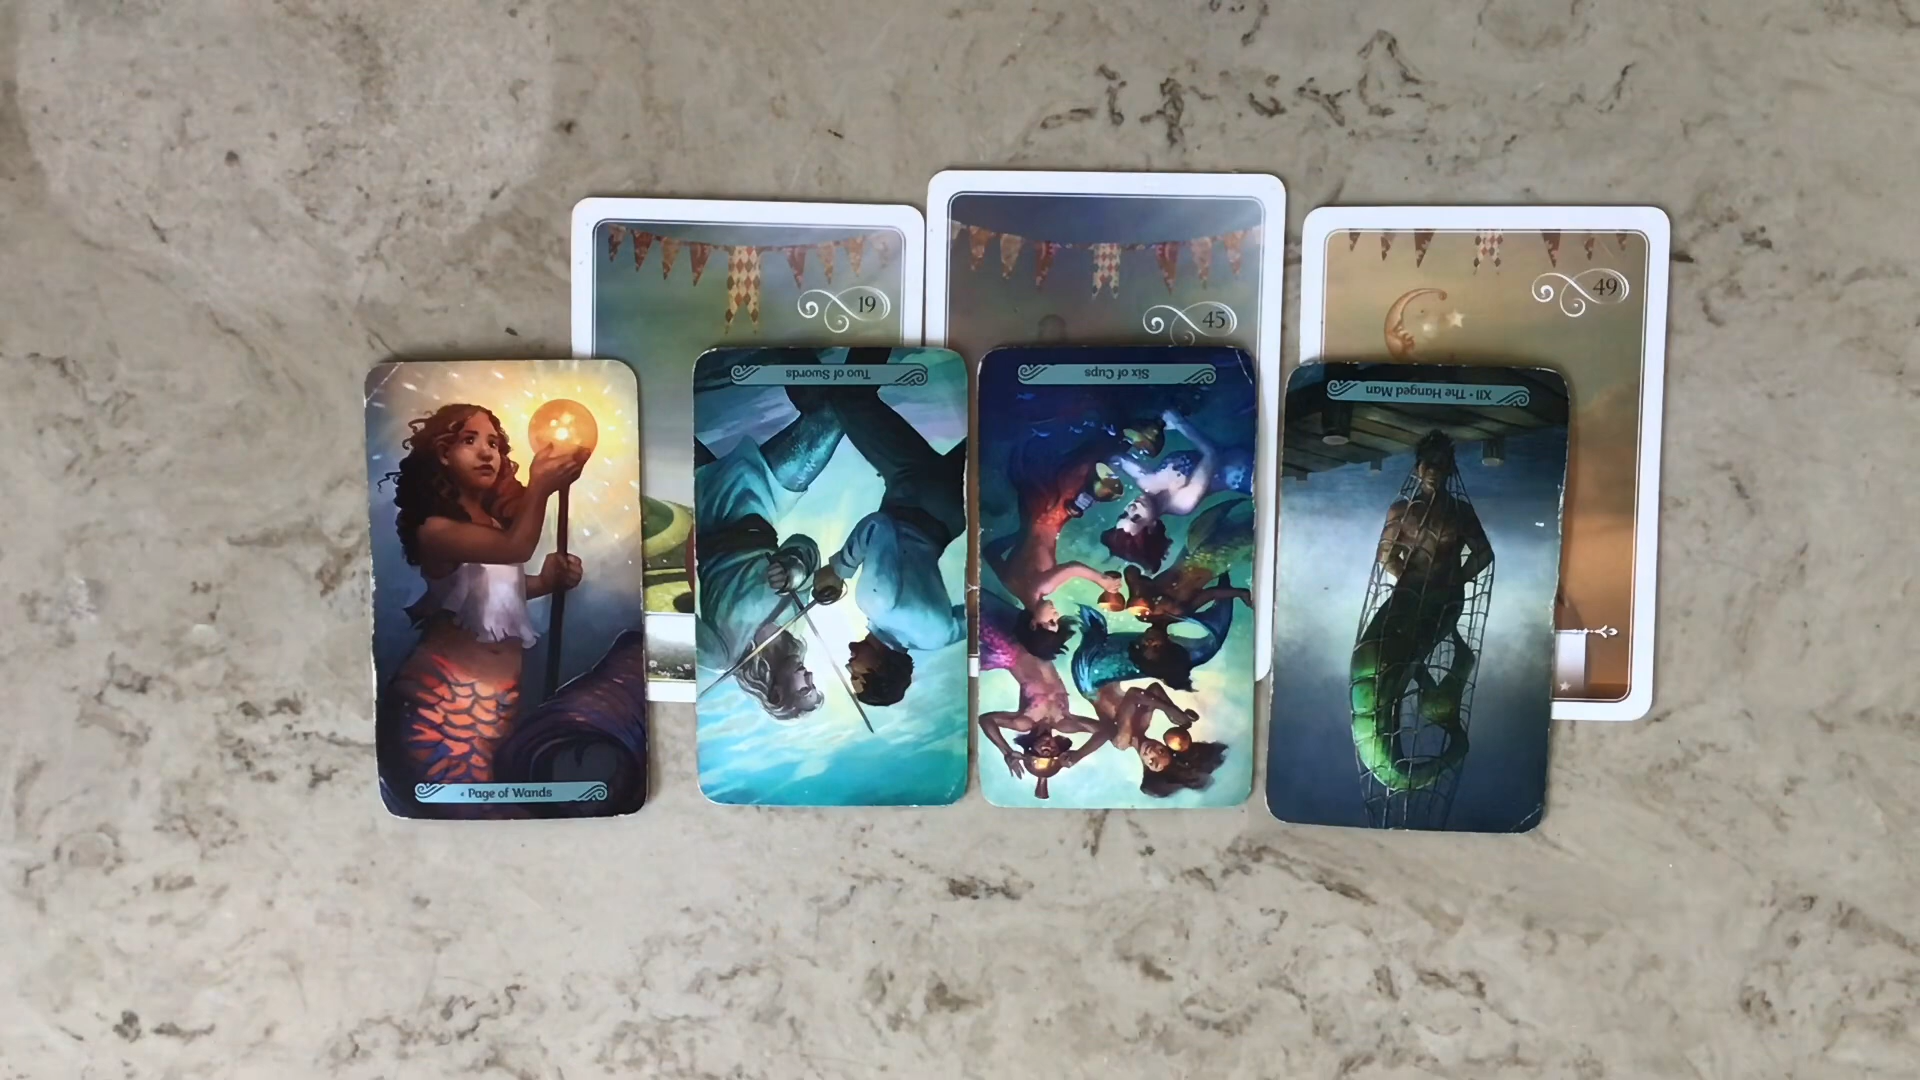 19
45
49
Page of Wands
Two of Swords
Six of Cups
XII • The Hanged Man